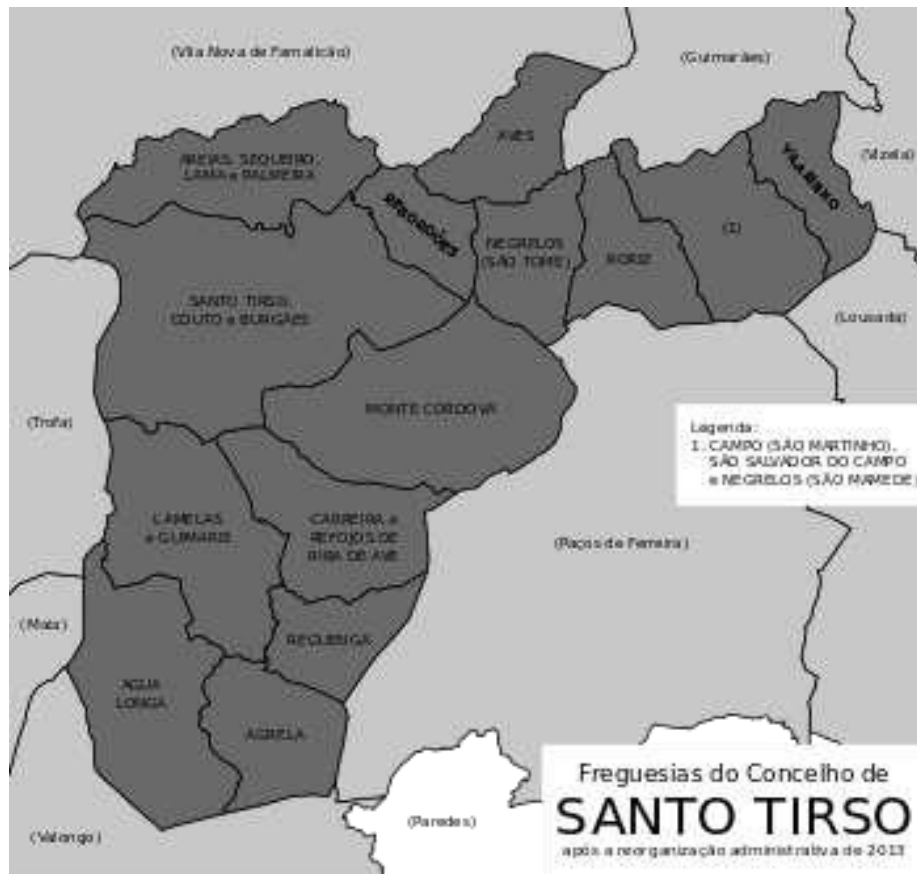 (Vila Nova de Famalicão)
(Guimarães)
AVES
AREIAS, SEQUEIRÓ,
LAMA e PALMEIRA
VILARINHO
(Vizela)
REBORDÕES
(1)
NEGRELOS
(SÃO TOMÉ)
RORIZ
SANTO TIRSO,
COUTO e BURGÃES
(Lousada)
MONTE CÓRDOVA
(Trofa)
Legenda:
1. CAMPO (SÃO MARTINHO),
SÃO SALVADOR DO CAMPO
e NEGRELOS (SÃO MAMEDE)
LAMELAS
e GUIMAREI
CARREIRA e
REFOJOS DE
RIBA DE AVE
(Paços de Ferreira)
(Maia)
REGUENGA
ÁGUA
LONGA
AGRELA
Freguesias do Concelho de
SANTO TIRSO
após a reorganização administrativa de 2013
(Paredes)
(Valongo)